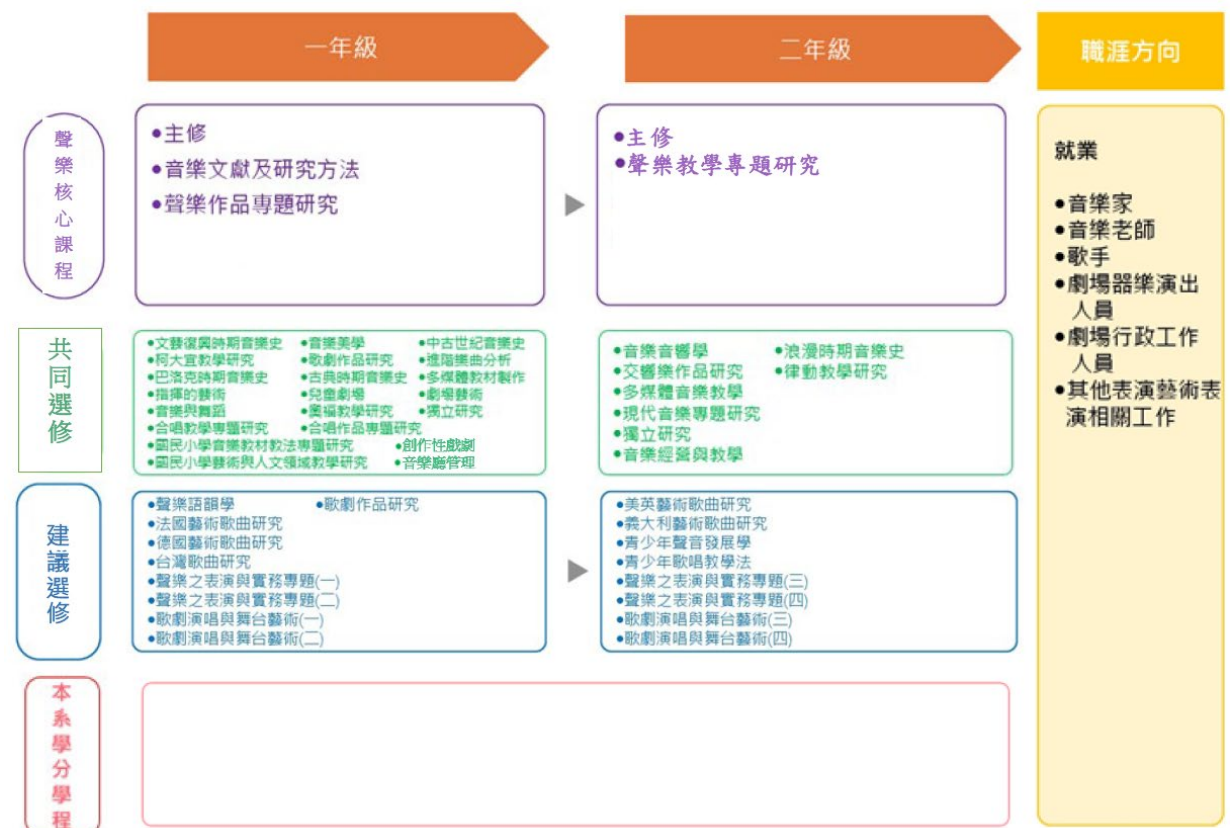 一年級
二年級
職涯方向
聲樂核心課程
●主修
●音樂文獻及研究方法
●聲樂作品專題研究
●主修
●聲樂教學專題研究
共同選修
●文藝復興時期音樂史 ●音樂美學 ●中古世紀音樂史
●柯大宜教學研究 ●歌劇作品研究 ●進階樂曲分析
●巴洛克時期音樂史 ●古典時期音樂史 ●多媒體教材製作
●指揮的藝術 ●兒童劇場 ●劇場藝術
●音樂與舞蹈 ●奧福教學研究 ●獨立研究
●合唱教學專題研究 ●合唱作品專題研究
●國民小學音樂教材教法專題研究 ●創作性戲劇
●國民小學藝術與人文領域教學研究 ●音樂廳管理
●音樂音響學 ●浪漫時期音樂史
●交響樂作品研究 ●律動教學研究
●多媒體音樂教學
●現代音樂專題研究
●獨立研究
●音樂經營與教學
建議選修
●聲樂語韻學 ●歌劇作品研究
●法國藝術歌曲研究
●德國藝術歌曲研究
●台灣歌曲研究
●聲樂之表演與實務專題(一)
●聲樂之表演與實務專題(二)
●歌劇演唱與舞台藝術(一)
●歌劇演唱與舞台藝術(二)
●美英藝術歌曲研究
●義大利藝術歌曲研究
●青少年聲音發展學
●青少年歌唱教學法
●聲樂之表演與實務專題(三)
●聲樂之表演與實務專題(四)
●歌劇演唱與舞台藝術(三)
●歌劇演唱與舞台藝術(四)
本系學分學程
就業
●音樂家
●音樂老師
●歌手
●劇場器樂演出
人員
●劇場行政工作
人員
●其他表演藝術表
演相關工作